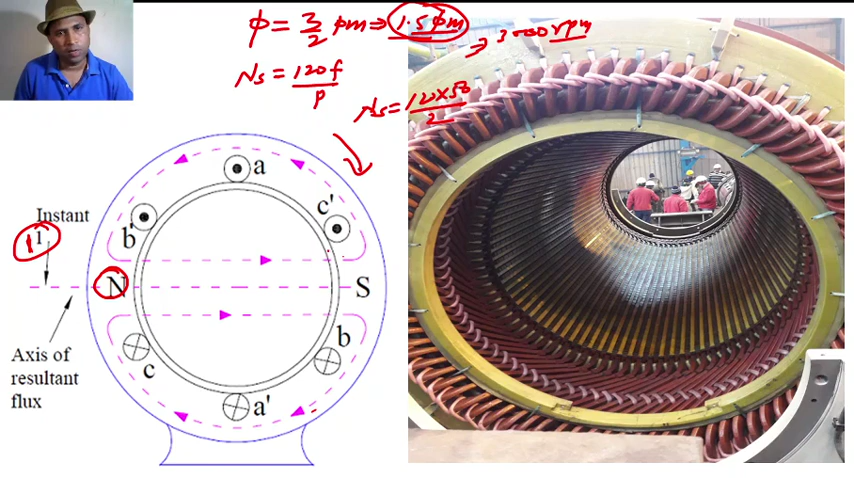 ϕ = 3/2 ϕm ⇒ 1.5 ϕm
Ns = 120f/P
Ns = 120×50/2 ⇒ 3000 rpm
a
c'
b'
Instant
1
N
S
b
c
a'
Axis of
resultant
flux